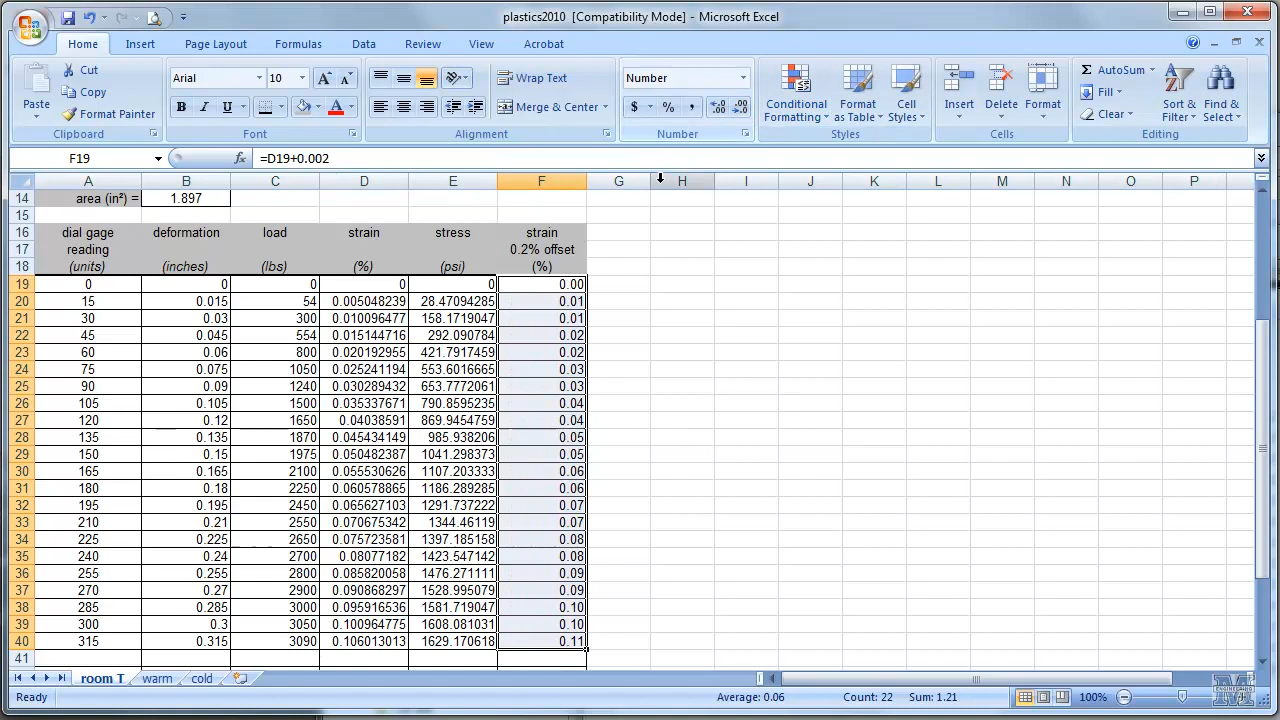 plastics2010 [Compatibility Mode] - Microsoft Excel
Home Insert Page Layout Formulas Data Review View Acrobat
Paste Cut Copy Format Painter
Clipboard
Arial 10
B I U
Font
Wrap Text
Merge & Center
Alignment
Number
$ % ,
Number
Conditional Formatting Format as Table Cell Styles
Styles
Insert Delete Format
Cells
Σ AutoSum Fill Clear
Sort & Filter Find & Select
Editing
F19 fx =D19+0.002
A B C D E F G H I J K L M N O P
14 area (in²) = 1.897
15
16 dial gage deformation load strain stress strain
17 reading 0.2% offset
18 (units) (inches) (lbs) (%) (psi) (%)
19 0 0 0 0 0 0.00
20 15 0.015 54 0.005048239 28.47094285 0.01
21 30 0.03 300 0.010096477 158.1719047 0.01
22 45 0.045 554 0.015144716 292.090784 0.02
23 60 0.06 800 0.020192955 421.7917459 0.02
24 75 0.075 1050 0.025241194 553.6016665 0.03
25 90 0.09 1240 0.030289432 653.7772061 0.03
26 105 0.105 1500 0.035337671 790.8595235 0.04
27 120 0.12 1650 0.04038591 869.9454759 0.04
28 135 0.135 1870 0.045434149 985.938206 0.05
29 150 0.15 1975 0.050482387 1041.298373 0.05
30 165 0.165 2100 0.055530626 1107.203333 0.06
31 180 0.18 2250 0.060578865 1186.289285 0.06
32 195 0.195 2450 0.065627103 1291.737222 0.07
33 210 0.21 2550 0.070675342 1344.46119 0.07
34 225 0.225 2650 0.075723581 1397.185158 0.08
35 240 0.24 2700 0.08077182 1423.547142 0.08
36 255 0.255 2800 0.085820058 1476.271111 0.09
37 270 0.27 2900 0.090868297 1528.995079 0.09
38 285 0.285 3000 0.095916536 1581.719047 0.10
39 300 0.3 3050 0.100964775 1608.081031 0.10
40 315 0.315 3090 0.106013013 1629.170618 0.11
41
room T warm cold
Ready Average: 0.06 Count: 22 Sum: 1.21 100%